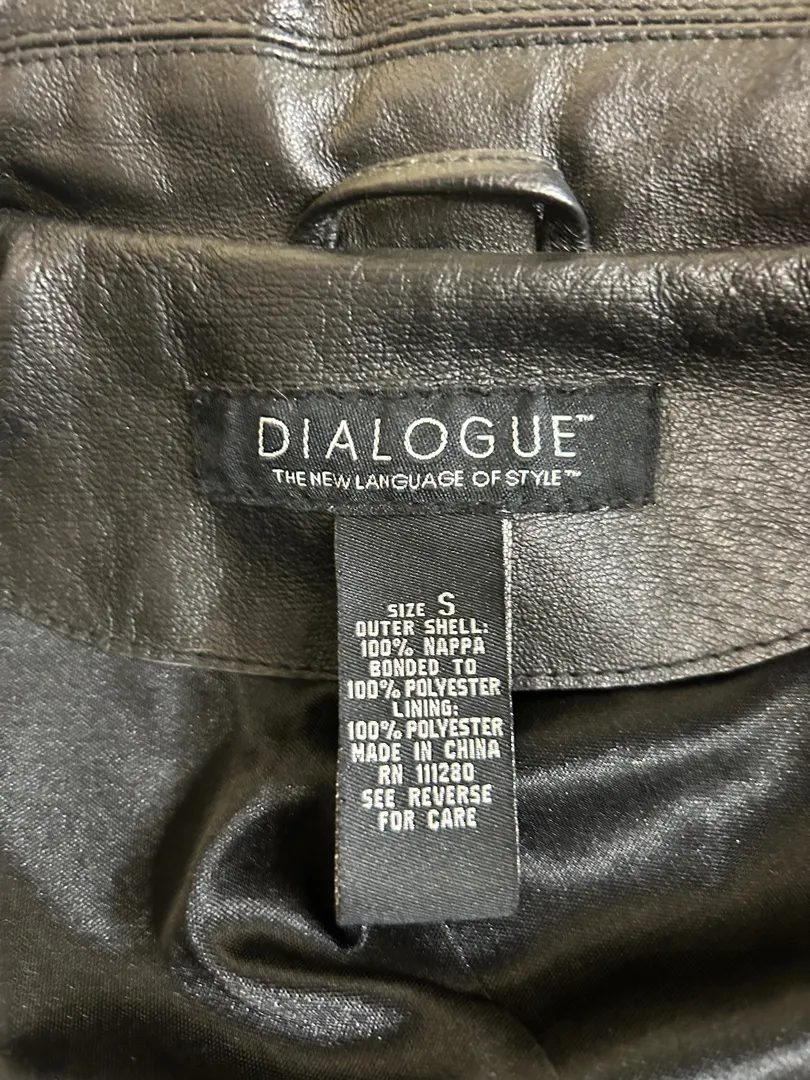 DIALOGUE™
THE NEW LANGUAGE OF STYLE™
SIZE S
OUTER SHELL:
100% NAPPA
BONDED TO
100% POLYESTER
LINING:
100% POLYESTER
MADE IN CHINA
RN 111280
SEE REVERSE
FOR CARE